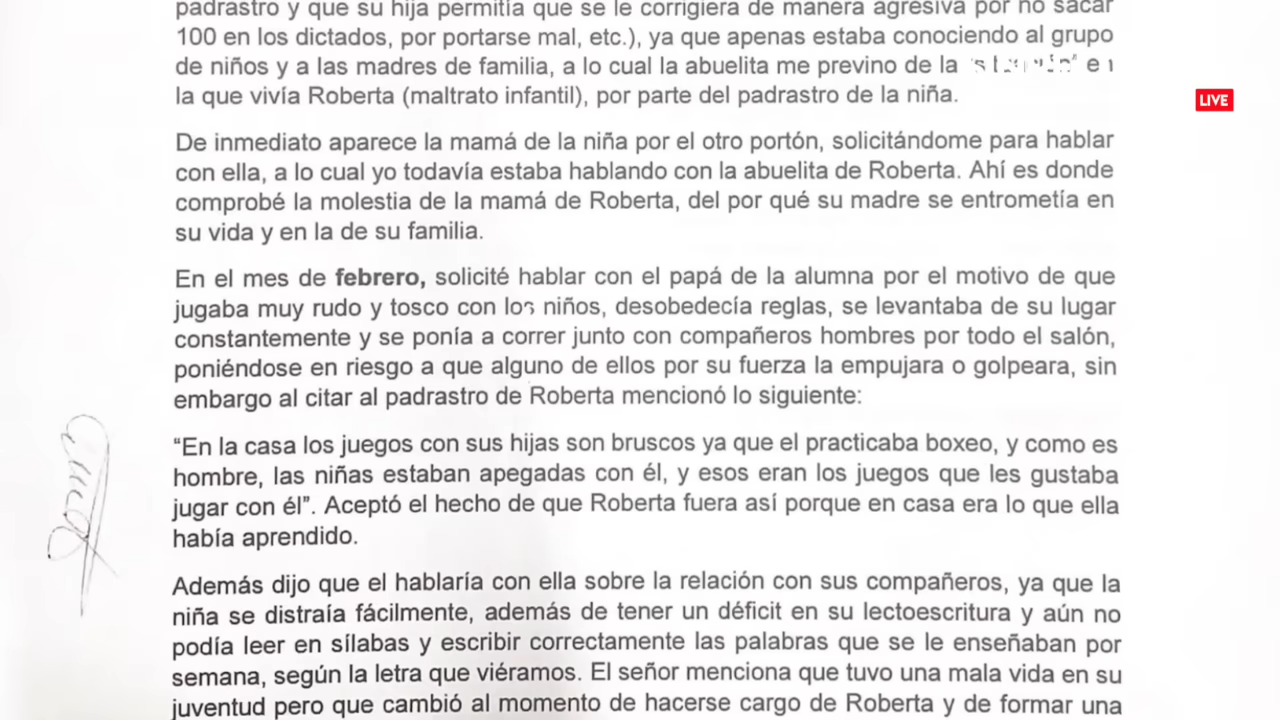 padrastro y que su hija permitía que se le corrigiera de manera agresiva por no sacar
100 en los dictados, por portarse mal, etc.), ya que apenas estaba conociendo al grupo
de niños y a las madres de familia, a lo cual la abuelita me previno de la en
la que vivía Roberta (maltrato infantil), por parte del padrastro de la niña.
LIVE
De inmediato aparece la mamá de la niña por el otro portón, solicitándome para hablar
con ella, a lo cual yo todavía estaba hablando con la abuelita de Roberta. Ahí es donde
comprobé la molestia de la mamá de Roberta, del por qué su madre se entrometía en
su vida y en la de su familia.
En el mes de febrero, solicité hablar con el papá de la alumna por el motivo de que
jugaba muy rudo y tosco con los niños, desobedecía reglas, se levantaba de su lugar
constantemente y se ponía a correr junto con compañeros hombres por todo el salón,
poniéndose en riesgo a que alguno de ellos por su fuerza la empujara o golpeara, sin
embargo al citar al padrastro de Roberta mencionó lo siguiente:
“En la casa los juegos con sus hijas son bruscos ya que el practicaba boxeo, y como es
hombre, las niñas estaban apegadas con él, y esos eran los juegos que les gustaba
jugar con él”. Aceptó el hecho de que Roberta fuera así porque en casa era lo que ella
había aprendido.
Además dijo que el hablaría con ella sobre la relación con sus compañeros, ya que la
niña se distraía fácilmente, además de tener un déficit en su lectoescritura y aún no
podía leer en sílabas y escribir correctamente las palabras que se le enseñaban por
semana, según la letra que viéramos. El señor menciona que tuvo una mala vida en su
juventud pero que cambió al momento de hacerse cargo de Roberta y de formar una